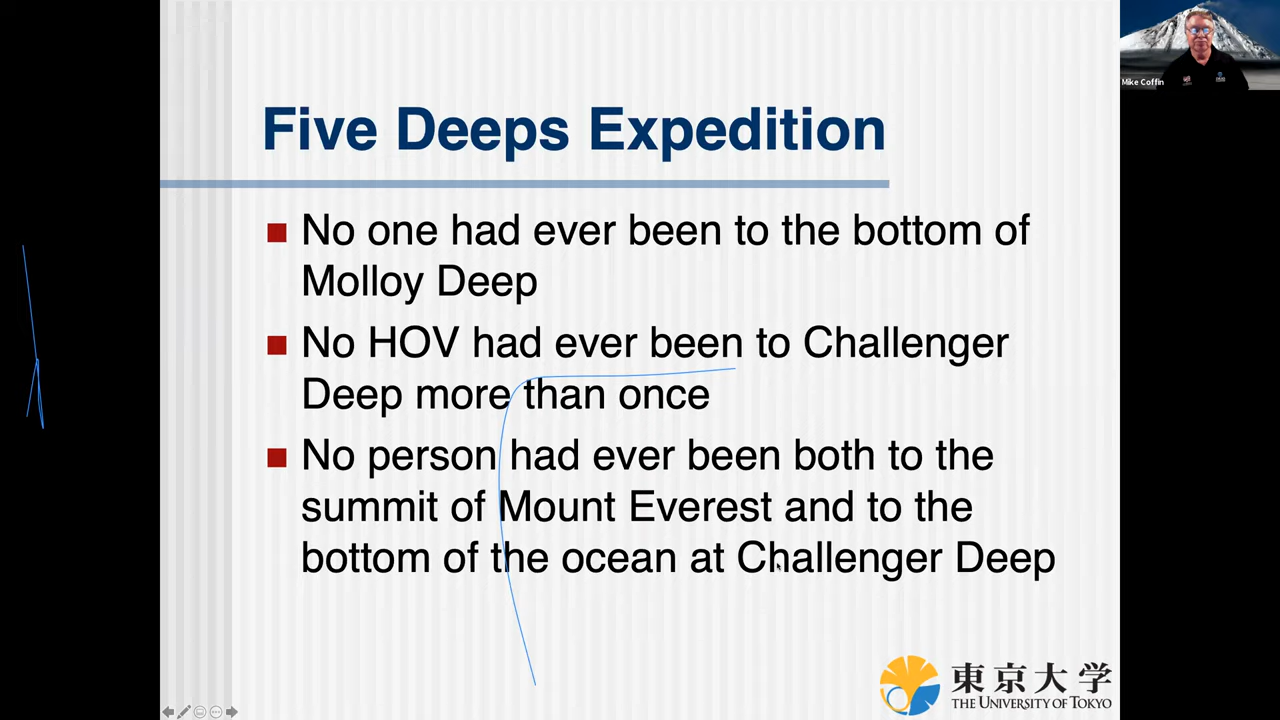 Mike Coffin
Five Deeps Expedition
No one had ever been to the bottom of
Molloy Deep
No HOV had ever been to Challenger
Deep more than once
No person had ever been both to the
summit of Mount Everest and to the
bottom of the ocean at Challenger Deep
東京大学
THE UNIVERSITY OF TOKYO